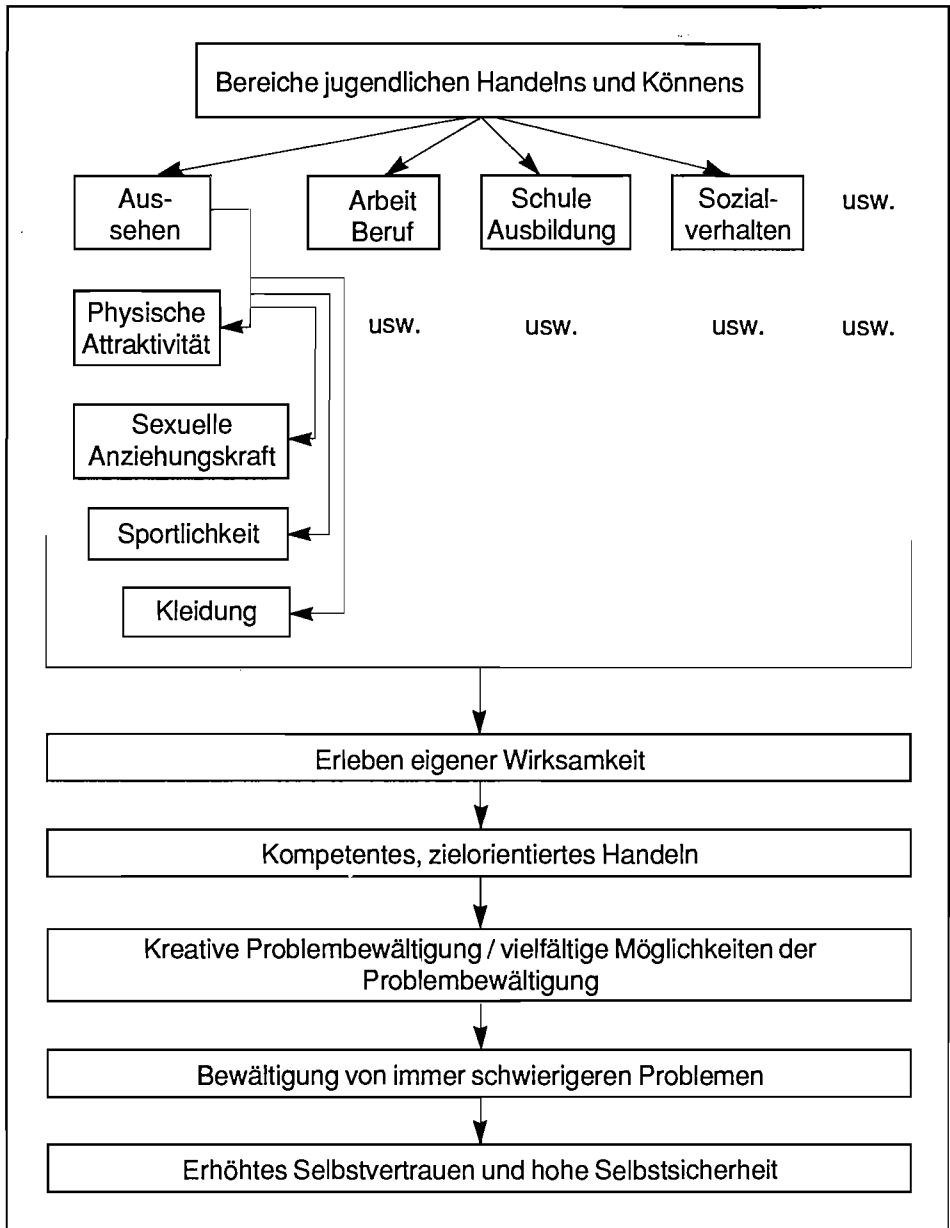 Bereiche jugendlichen Handelns und Könnens
Aus-
sehen
Arbeit
Beruf
Schule
Ausbildung
Sozial-
verhalten
usw.
Physische
Attraktivität
usw.
usw.
usw.
usw.
Sexuelle
Anziehungskraft
Sportlichkeit
Kleidung
Erleben eigener Wirksamkeit
Kompetentes, zielorientiertes Handeln
Kreative Problembewältigung / vielfältige Möglichkeiten der
Problembewältigung
Bewältigung von immer schwierigeren Problemen
Erhöhtes Selbstvertrauen und hohe Selbstsicherheit